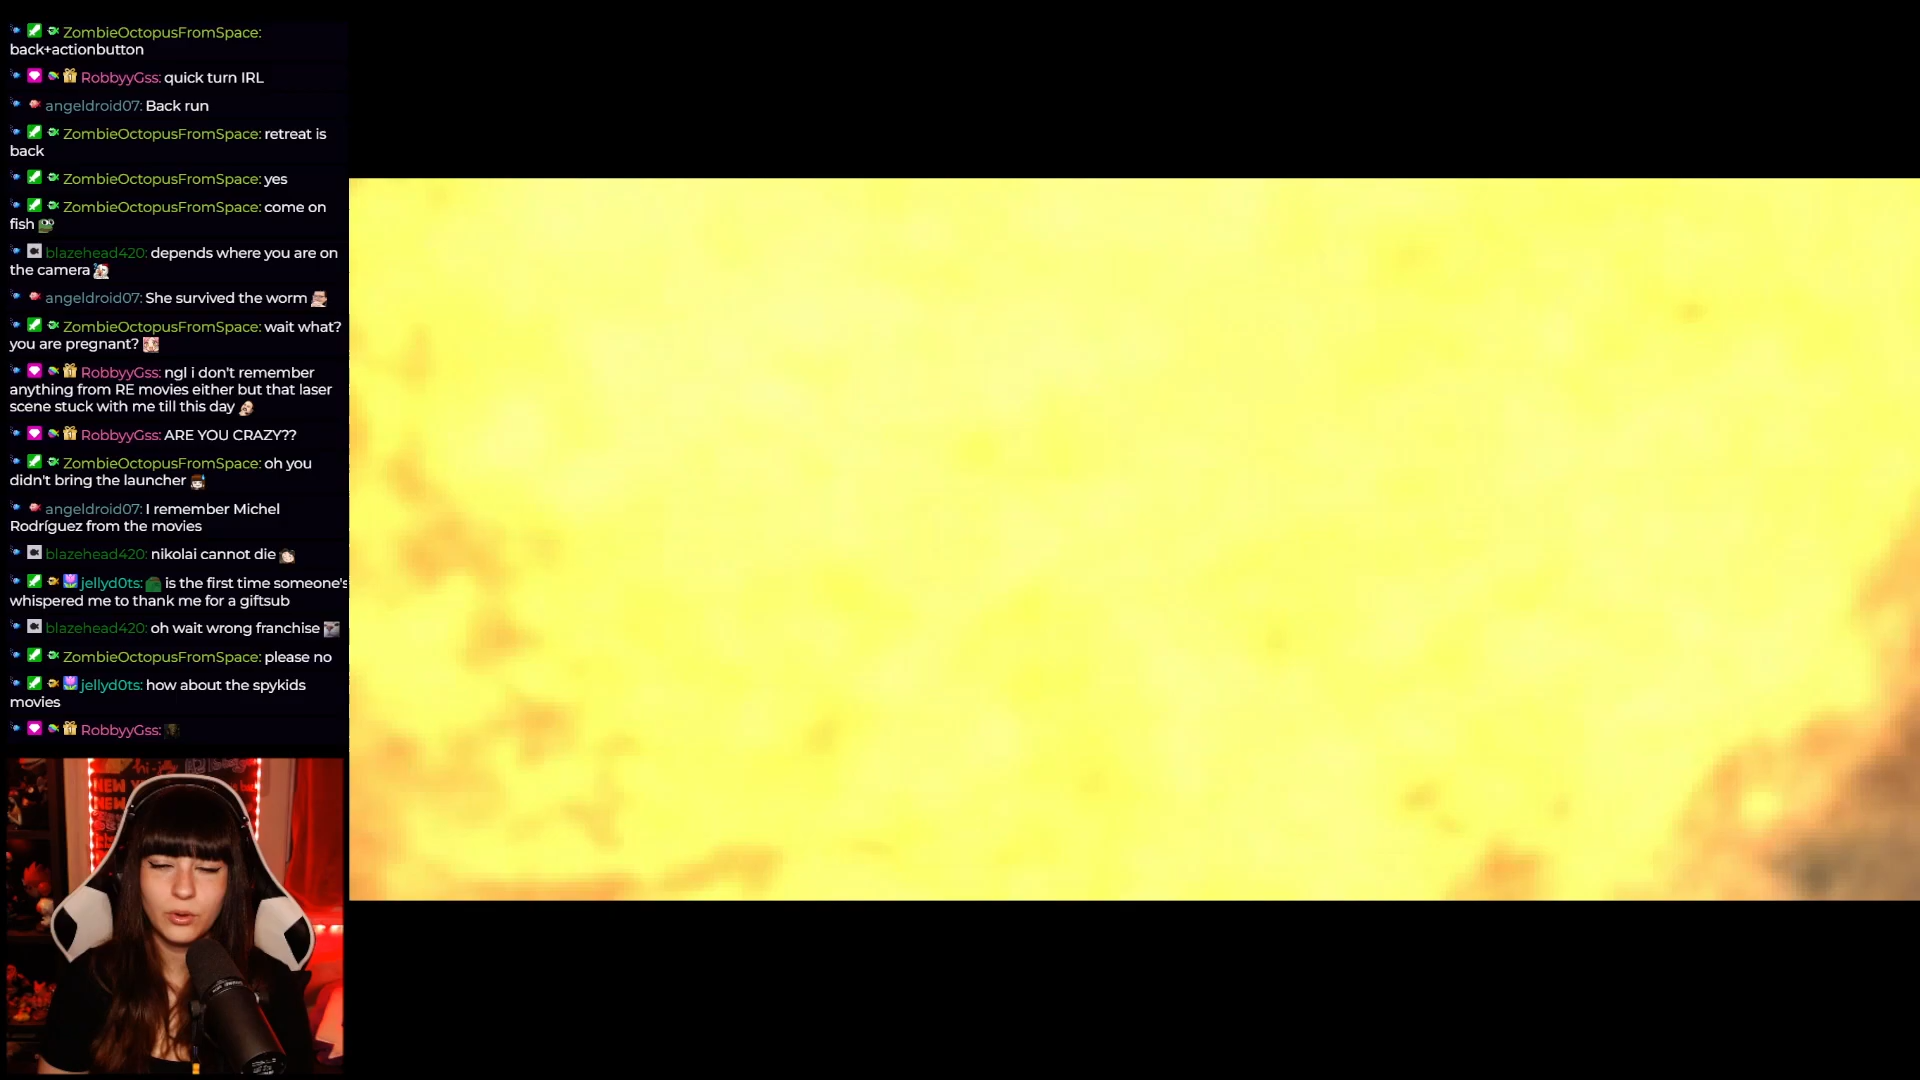 ZombieOctopusFromSpace:
back+actionbutton
RobbyyGss: quick turn IRL
angeldroid07: Back run
ZombieOctopusFromSpace: retreat is
back
ZombieOctopusFromSpace: yes
ZombieOctopusFromSpace: come on
fish
blazehead420: depends where you are on
the camera
angeldroid07: She survived the worm
ZombieOctopusFromSpace: wait what?
you are pregnant?
RobbyyGss: ngl i don't remember
anything from RE movies either but that laser
scene stuck with me till this day
RobbyyGss: ARE YOU CRAZY??
ZombieOctopusFromSpace: oh you
didn't bring the launcher
angeldroid07: I remember Michel
Rodríguez from the movies
blazehead420: nikolai cannot die
jellyd0ts: is the first time someone's
whispered me to thank me for a giftsub
blazehead420: oh wait wrong franchise
ZombieOctopusFromSpace: please no
jellyd0ts: how about the spykids
movies
RobbyyGss:
NEW
NEW